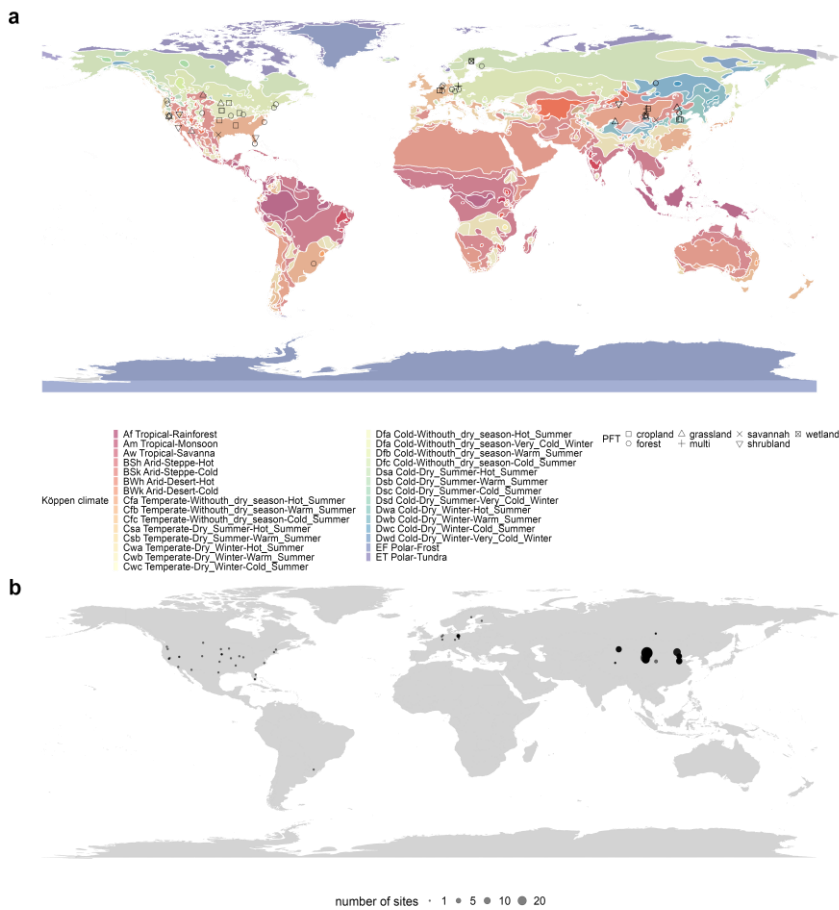 a
Köppen climate
Af Tropical-Rainforest
Am Tropical-Monsoon
Aw Tropical-Savanna
BSh Arid-Steppe-Hot
BSk Arid-Steppe-Cold
BWh Arid-Desert-Hot
BWk Arid-Desert-Cold
Cfa Temperate-Withouth_dry_season-Hot_Summer
Cfb Temperate-Withouth_dry_season-Warm_Summer
Cfc Temperate-Withouth_dry_season-Cold_Summer
Csa Temperate-Dry_Summer-Hot_Summer
Csb Temperate-Dry_Summer-Warm_Summer
Cwa Temperate-Dry_Winter-Hot_Summer
Cwb Temperate-Dry_Winter-Warm_Summer
Cwc Temperate-Dry_Winter-Cold_Summer
Dfa Cold-Withouth_dry_season-Hot_Summer
Dfa Cold-Withouth_dry_season-Very_Cold_Winter
Dfb Cold-Withouth_dry_season-Warm_Summer
Dfc Cold-Withouth_dry_season-Cold_Summer
Dsa Cold-Dry_Summer-Hot_Summer
Dsb Cold-Dry_Summer-Warm_Summer
Dsc Cold-Dry_Summer-Cold_Summer
Dsd Cold-Dry_Summer-Very_Cold_Winter
Dwa Cold-Dry_Winter-Hot_Summer
Dwb Cold-Dry_Winter-Warm_Summer
Dwc Cold-Dry_Winter-Cold_Summer
Dwd Cold-Dry_Winter-Very_Cold_Winter
EF Polar-Frost
ET Polar-Tundra
PFT cropland grassland savannah wetland
forest multi shrubland
b
number of sites 1 5 10 20